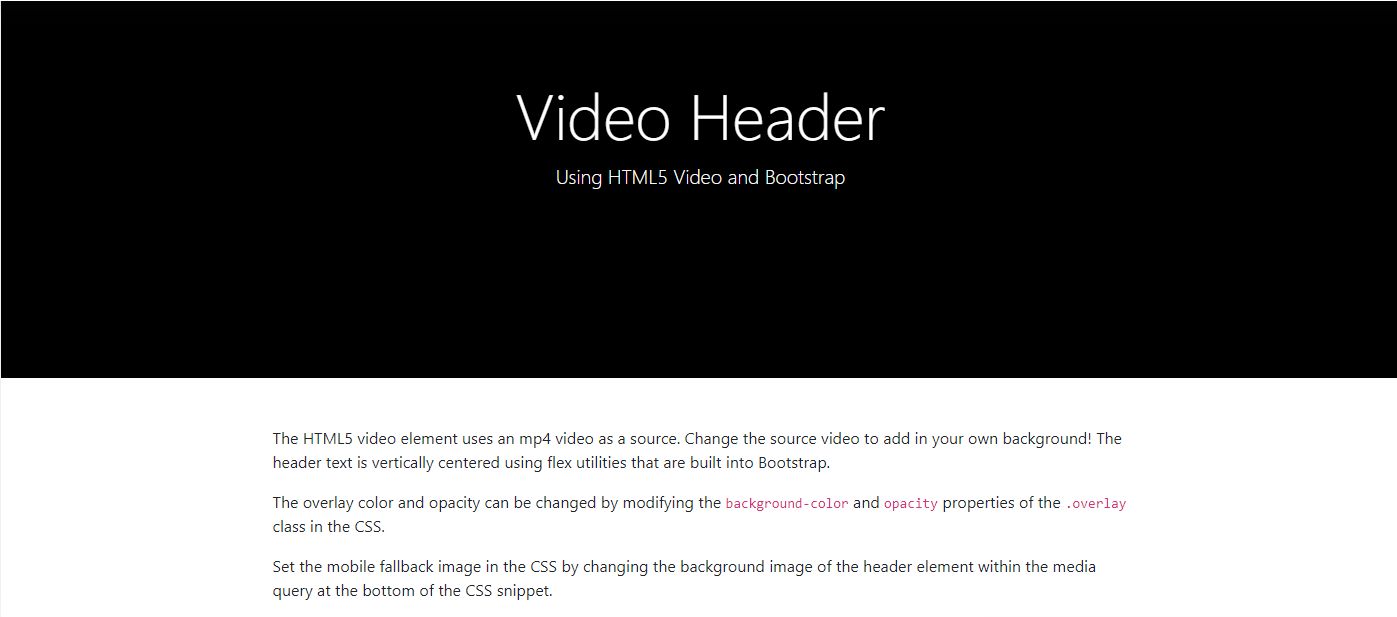 Video Header
Using HTML5 Video and Bootstrap
The HTML5 video element uses an mp4 video as a source. Change the source video to add in your own background! The
header text is vertically centered using flex utilities that are built into Bootstrap.
The overlay color and opacity can be changed by modifying the background-color and opacity properties of the .overlay
class in the CSS.
Set the mobile fallback image in the CSS by changing the background image of the header element within the media
query at the bottom of the CSS snippet.